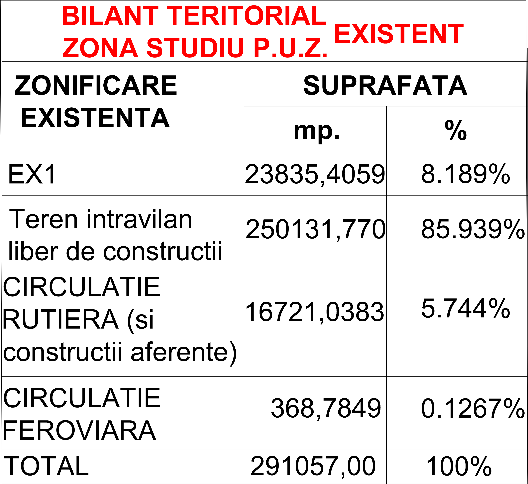 BILANT TERITORIAL
ZONA STUDIU P.U.Z. EXISTENT
ZONIFICARE EXISTENTA
SUPRAFATA
mp. %
EX1 23835,4059 8.189%
Teren intravilan
liber de constructii 250131,770 85.939%
CIRCULATIE
RUTIERA (si 16721,0383 5.744%
constructii aferente)
CIRCULATIE
FEROVIARA 368,7849 0.1267%
TOTAL 291057,00 100%